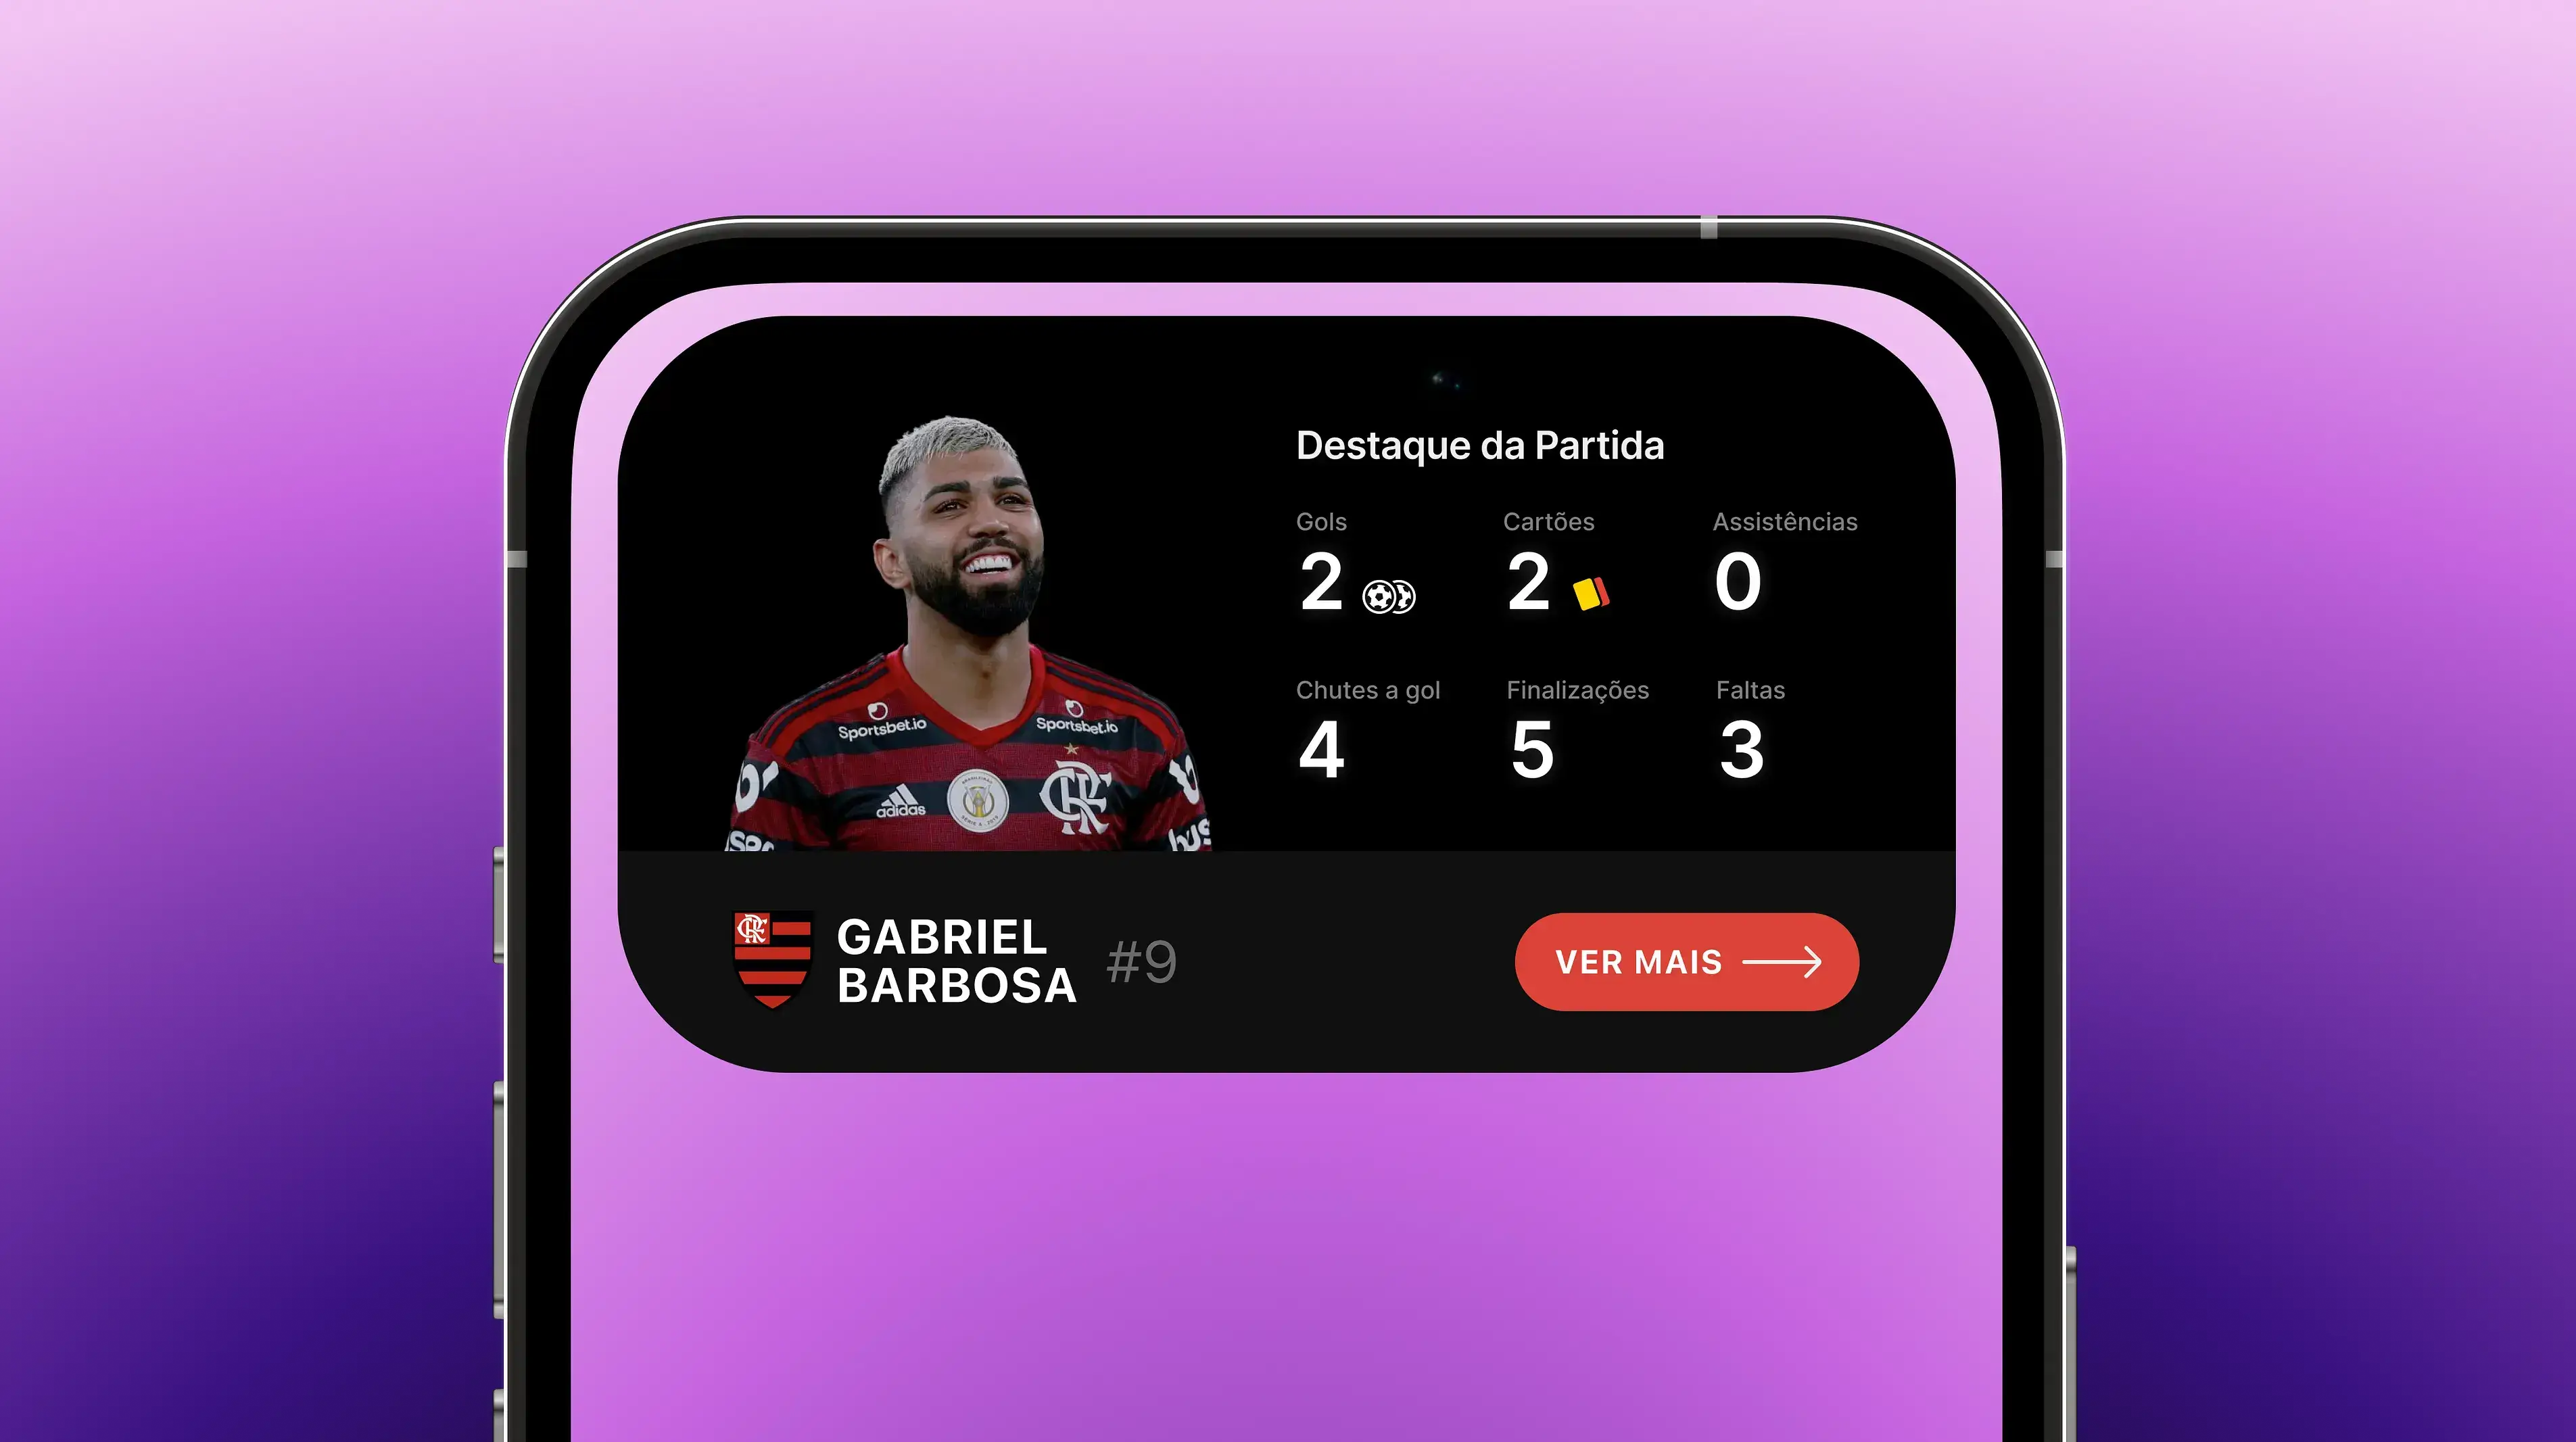 Destaque da Partida
Gols
Cartões
Assistências
2
2
0
Chutes a gol
Finalizações
Faltas
4
5
3
Sportsbet.io
Sportsbet.io
adidas
GABRIEL
BARBOSA
#9
VER MAIS